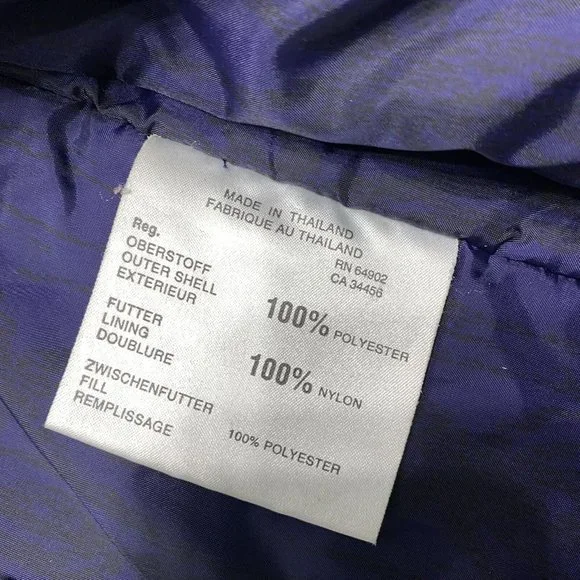 MADE IN THAILAND
FABRIQUE AU THAILAND
RN 64902
CA 34456
Reg.
OBERSTOFF
OUTER SHELL
EXTERIEUR
100% POLYESTER
FUTTER
LINING
DOUBLURE
100% NYLON
ZWISCHENFUTTER
FILL
REMPLISSAGE
100% POLYESTER